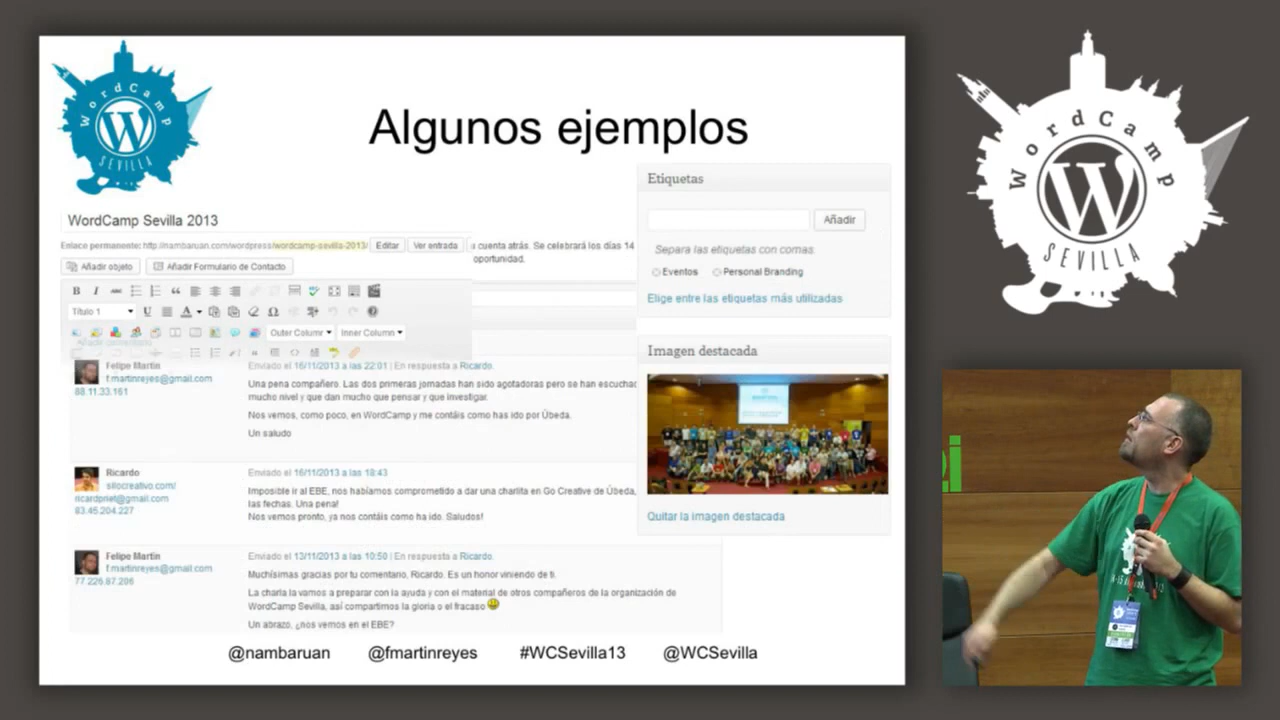 WordCamp
SEVILLA
Algunos ejemplos
WordCamp Sevilla 2013
Enlace permanente: http://nambaruan.com/wordpress/wordcamp-sevilla-2013/ Editar Ver entrada
a cuenta atrás. Se celebrará los días 14
oportunidad.
Añadir objeto Añadir Formulario de Contacto
B I ABC
Título 1 U A
Outer Column Inner Column
Añadir comentario
Felipe Martin
f.martinreyes@gmail.com
88.11.33.161
Enviado el 16/11/2013 a las 22:01 | En respuesta a Ricardo.
Una pena compañero. Las dos primeras jornadas han sido agotadoras pero se han escuchad
mucho nivel y que dan mucho que pensar y que investigar.
Nos vemos, como poco, en WordCamp y me contáis como has ido por Úbeda.
Un saludo
Ricardo
silocreativo.com/
ricardpriet@gmail.com
83.45.204.227
Enviado el 16/11/2013 a las 18:43
Imposible ir al EBE, nos habíamos comprometido a dar una charlita en Go Creative de Úbeda,
las fechas. Una pena!
Nos vemos pronto, ya nos contáis como ha ido. Saludos!
Felipe Martin
f.martinreyes@gmail.com
77.226.87.206
Enviado el 13/11/2013 a las 10:50 | En respuesta a Ricardo.
Muchísimas gracias por tu comentario, Ricardo. Es un honor viniendo de ti.
La charla la vamos a preparar con la ayuda y con el material de otros compañeros de la organización de
WordCamp Sevilla, así compartimos la gloria o el fracaso
Un abrazo, ¿nos vemos en el EBE?
Etiquetas
Añadir
Separa las etiquetas con comas
Eventos Personal Branding
Elige entre las etiquetas más utilizadas
Imagen destacada
Quitar la imagen destacada
@nambaruan @fmartinreyes #WCSevilla13 @WCSevilla
WordCamp
SEVILLA